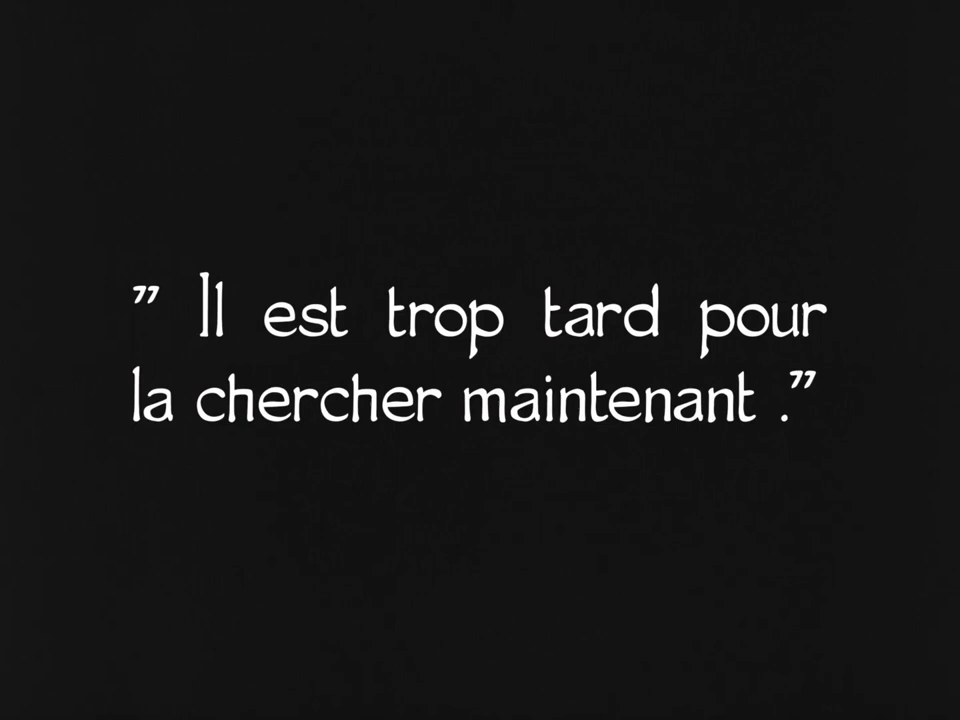 ” Il est trop tard pour
la chercher maintenant .”